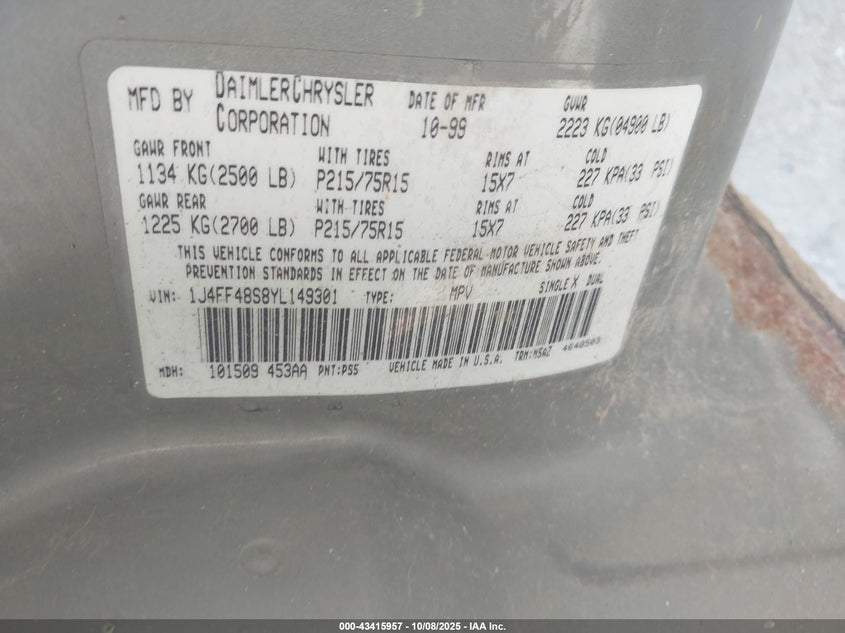 MFD BY DAIMLERCHRYSLER CORPORATION DATE OF MFR 10-99 GVWR 2223 KG(04900 LB)
GAWR FRONT WITH TIRES RIMS AT COLD
1134 KG(2500 LB) P215/75R15 15X7 227 KPA(33 PSI)
GAWR REAR WITH TIRES RIMS AT COLD
1225 KG(2700 LB) P215/75R15 15X7 227 KPA(33 PSI)
THIS VEHICLE CONFORMS TO ALL APPLICABLE FEDERAL MOTOR VEHICLE SAFETY AND THEFT
PREVENTION STANDARDS IN EFFECT ON THE DATE OF MANUFACTURE SHOWN ABOVE.
VIN: 1J4FF48S8YL149301 TYPE: MPV SINGLE X DUAL
MDH: 101509 453AA PNT:PS5 VEHICLE MADE IN U.S.A. TRM:M5AZ 4648503
000-43415957 - 10/08/2025 - IAA Inc.